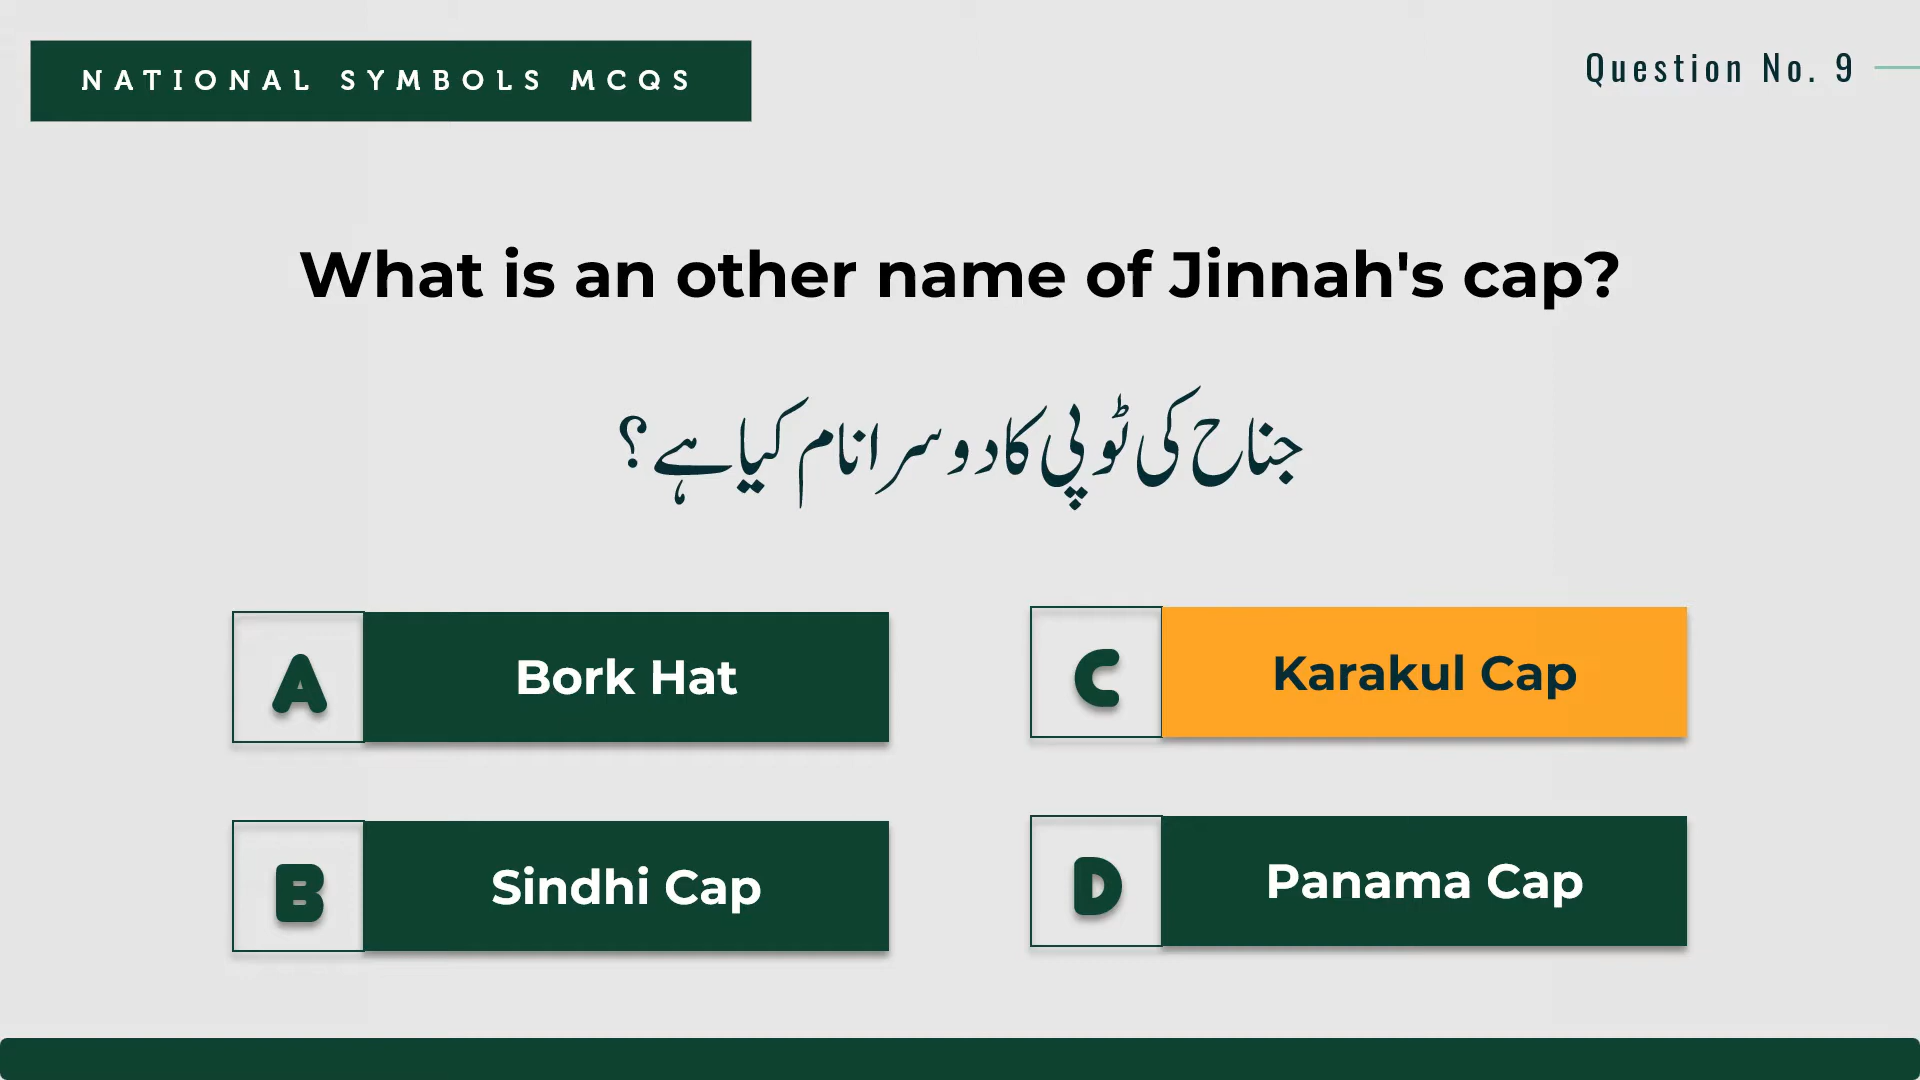 NATIONAL SYMBOLS MCQS
Question No. 9
What is an other name of Jinnah's cap?
جناح کی ٹوپی کا دوسرا نام کیا ہے؟
A Bork Hat
C Karakul Cap
B Sindhi Cap
D Panama Cap